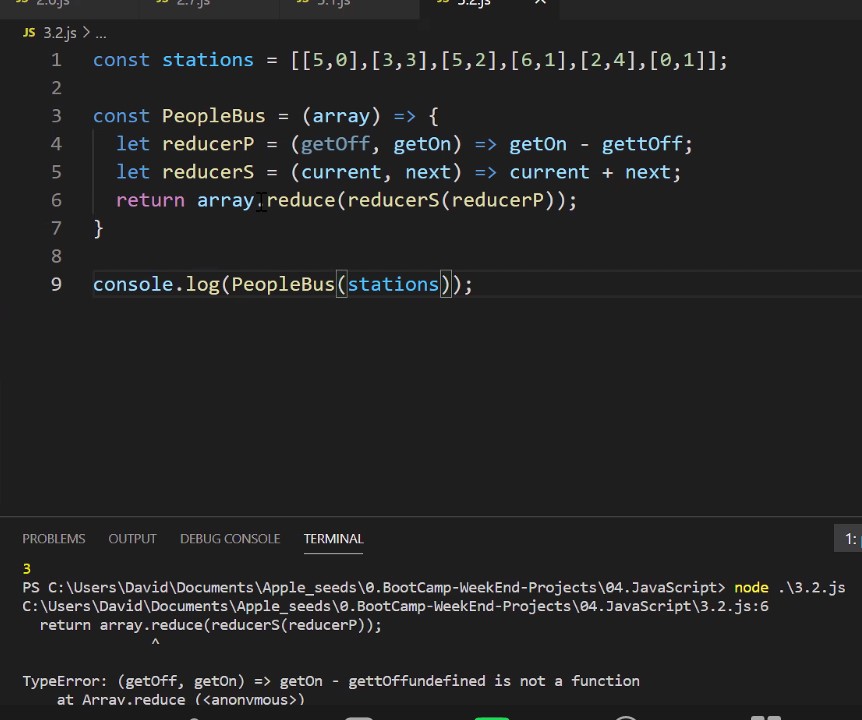 2.6.js 2.7.js 3.1.js 3.2.js
JS 3.2.js > ...
1 const stations = [[5,0],[3,3],[5,2],[6,1],[2,4],[0,1]];
2
3 const PeopleBus = (array) => {
4 let reducerP = (getOff, getOn) => getOn - gettOff;
5 let reducerS = (current, next) => current + next;
6 return array.reduce(reducerS(reducerP));
7 }
8
9 console.log(PeopleBus(stations));
PROBLEMS OUTPUT DEBUG CONSOLE TERMINAL 1:
3
PS C:\Users\David\Documents\Apple_seeds\0.BootCamp-WeekEnd-Projects\04.JavaScript> node .\3.2.js
C:\Users\David\Documents\Apple_seeds\0.BootCamp-WeekEnd-Projects\04.JavaScript\3.2.js:6
return array.reduce(reducerS(reducerP));
^
TypeError: (getOff, getOn) => getOn - gettOffundefined is not a function
at Array.reduce (<anonymous>)